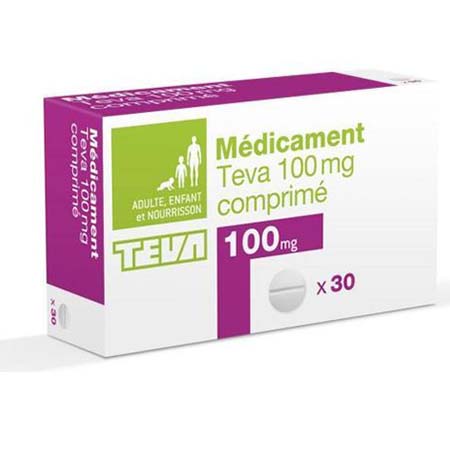 Médicament
Teva 100 mg
comprimé
ADULTE, ENFANT
et NOURRISSON
TEVA
100mg
x 30
Médicament
Teva 100 mg
comprimé
x 30